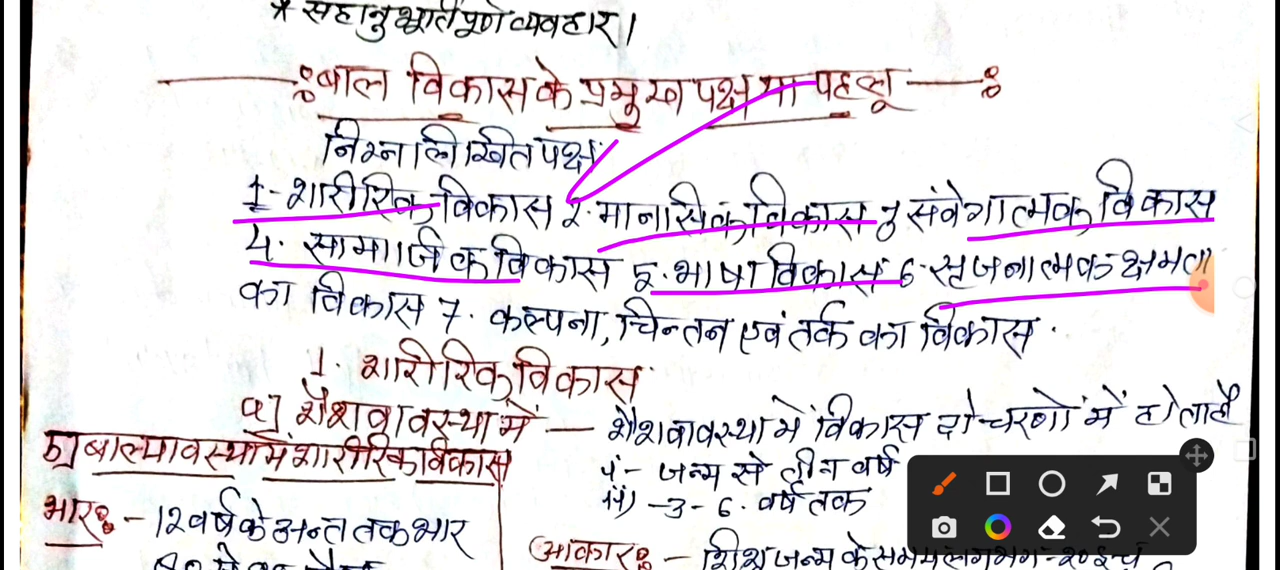 * सहानुभूतिपूर्ण व्यवहार।
बाल विकास के प्रमुख पक्ष या पहलू
निम्नलिखित पक्ष
1- शारीरिक विकास 2. मानसिक विकास 3 संवेगात्मक विकास
4. सामाजिक विकास 5. भाषा विकास 6. सृजनात्मक क्षमता
का विकास 7. कल्पना, चिन्तन एवं तर्क का विकास.
1. शारीरिक विकास
a] शैशवावस्था में — शैशवावस्था में विकास दो चरणों में होता है
i- जन्म से तीन वर्ष
ii) -3-6. वर्ष तक
b] बाल्यावस्था में शारीरिक विकास
भार :- 12 वर्ष के अन्त तक भार
आकार :- शिशु जन्म के समय लगभग- 20 इंच